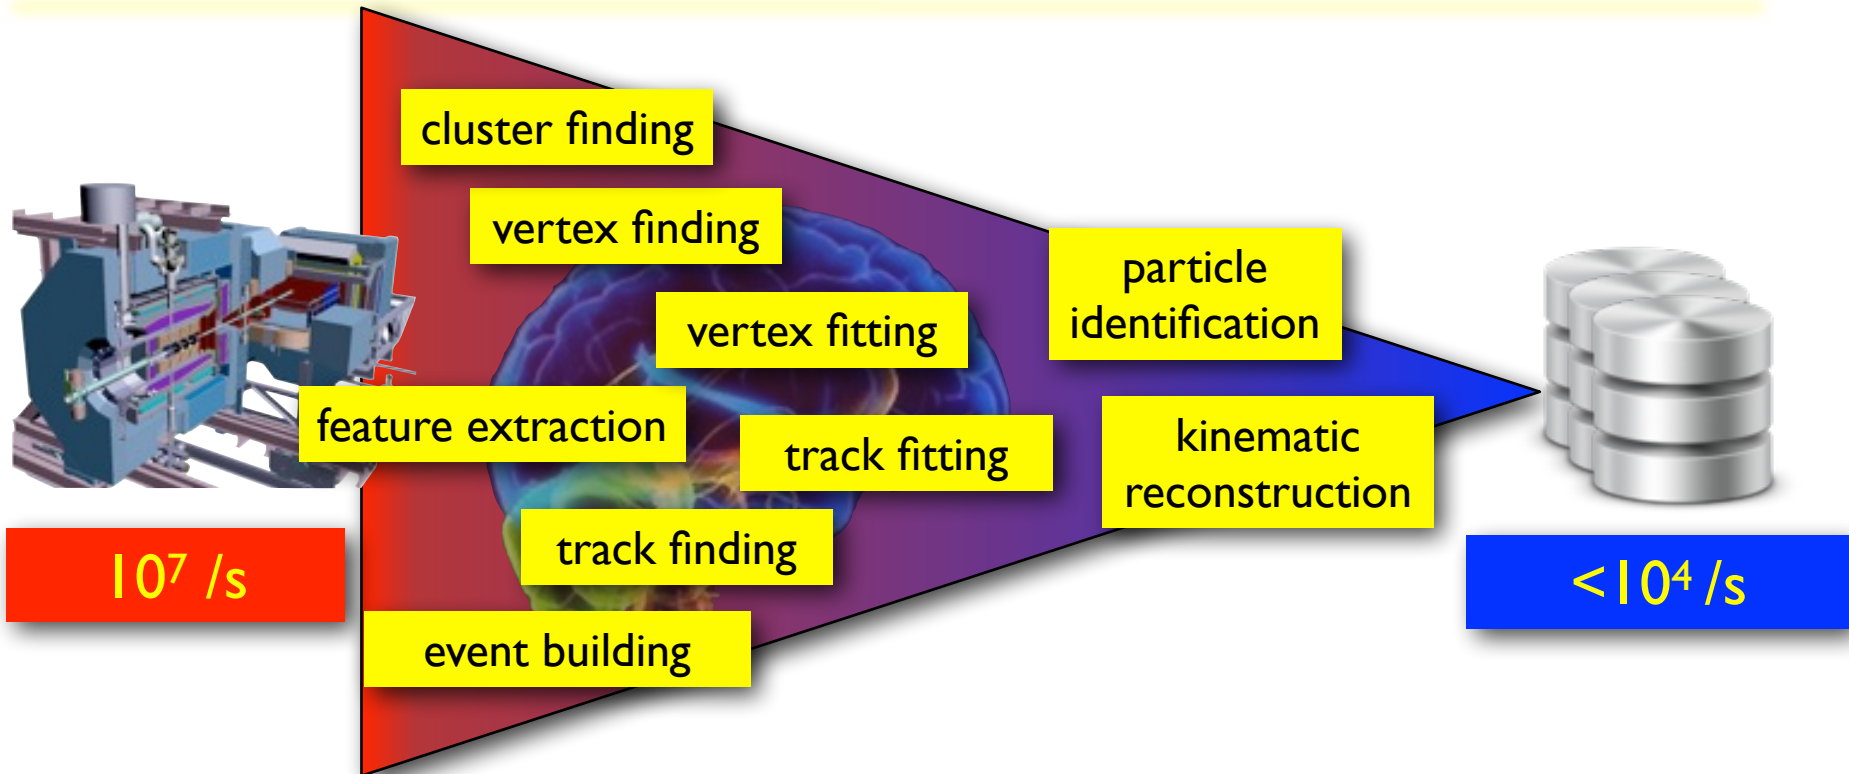 cluster finding
vertex finding
particle
identification
vertex fitting
feature extraction
track fitting
kinematic
reconstruction
track finding
10⁷ /s
<10⁴ /s
event building